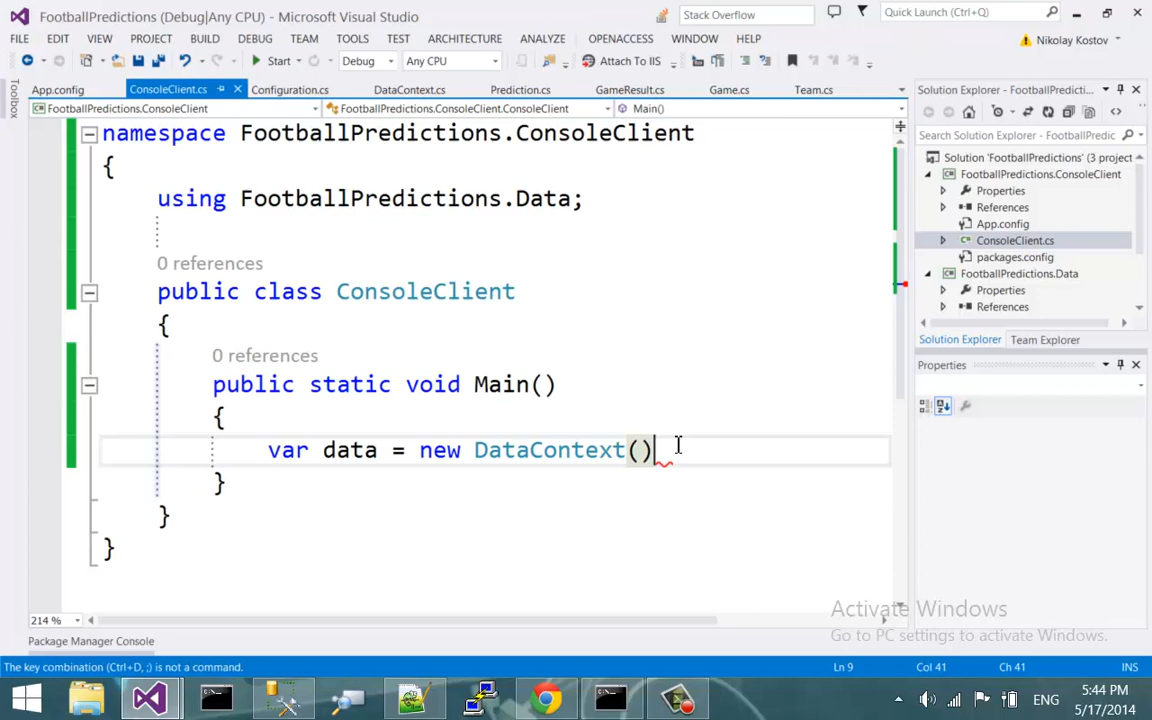 FootballPredictions (Debug|Any CPU) - Microsoft Visual Studio
Stack Overflow
Quick Launch (Ctrl+Q)
FILE EDIT VIEW PROJECT BUILD DEBUG TEAM TOOLS TEST ARCHITECTURE ANALYZE OPENACCESS WINDOW HELP
Nikolay Kostov
Start Debug Any CPU Attach To IIS
Toolbox
App.config ConsoleClient.cs Configuration.cs DataContext.cs Prediction.cs GameResult.cs Game.cs Team.cs
FootballPredictions.ConsoleClient FootballPredictions.ConsoleClient.ConsoleClient Main()
namespace FootballPredictions.ConsoleClient
{
using FootballPredictions.Data;
0 references
public class ConsoleClient
{
0 references
public static void Main()
{
var data = new DataContext()
}
}
}
214 %
Solution Explorer - FootballPredicti...
Search Solution Explorer - FootballPredic
Solution 'FootballPredictions' (3 project
FootballPredictions.ConsoleClient
Properties
References
App.config
ConsoleClient.cs
packages.config
FootballPredictions.Data
Properties
References
Solution Explorer Team Explorer
Properties
Activate Windows
Go to PC settings to activate Windows.
Package Manager Console
The key combination (Ctrl+D, ;) is not a command.
Ln 9 Col 41 Ch 41 INS
ENG
5:44 PM
5/17/2014